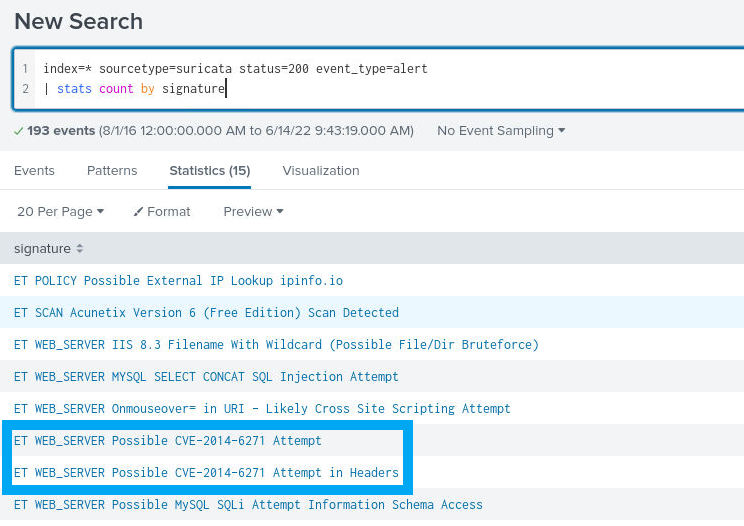 New Search
1 index=* sourcetype=suricata status=200 event_type=alert
2 | stats count by signature
✓ 193 events (8/1/16 12:00:00.000 AM to 6/14/22 9:43:19.000 AM) No Event Sampling
Events Patterns Statistics (15) Visualization
20 Per Page Format Preview
signature
ET POLICY Possible External IP Lookup ipinfo.io
ET SCAN Acunetix Version 6 (Free Edition) Scan Detected
ET WEB_SERVER IIS 8.3 Filename With Wildcard (Possible File/Dir Bruteforce)
ET WEB_SERVER MYSQL SELECT CONCAT SQL Injection Attempt
ET WEB_SERVER Onmouseover= in URI - Likely Cross Site Scripting Attempt
ET WEB_SERVER Possible CVE-2014-6271 Attempt
ET WEB_SERVER Possible CVE-2014-6271 Attempt in Headers
ET WEB_SERVER Possible MySQL SQLi Attempt Information Schema Access